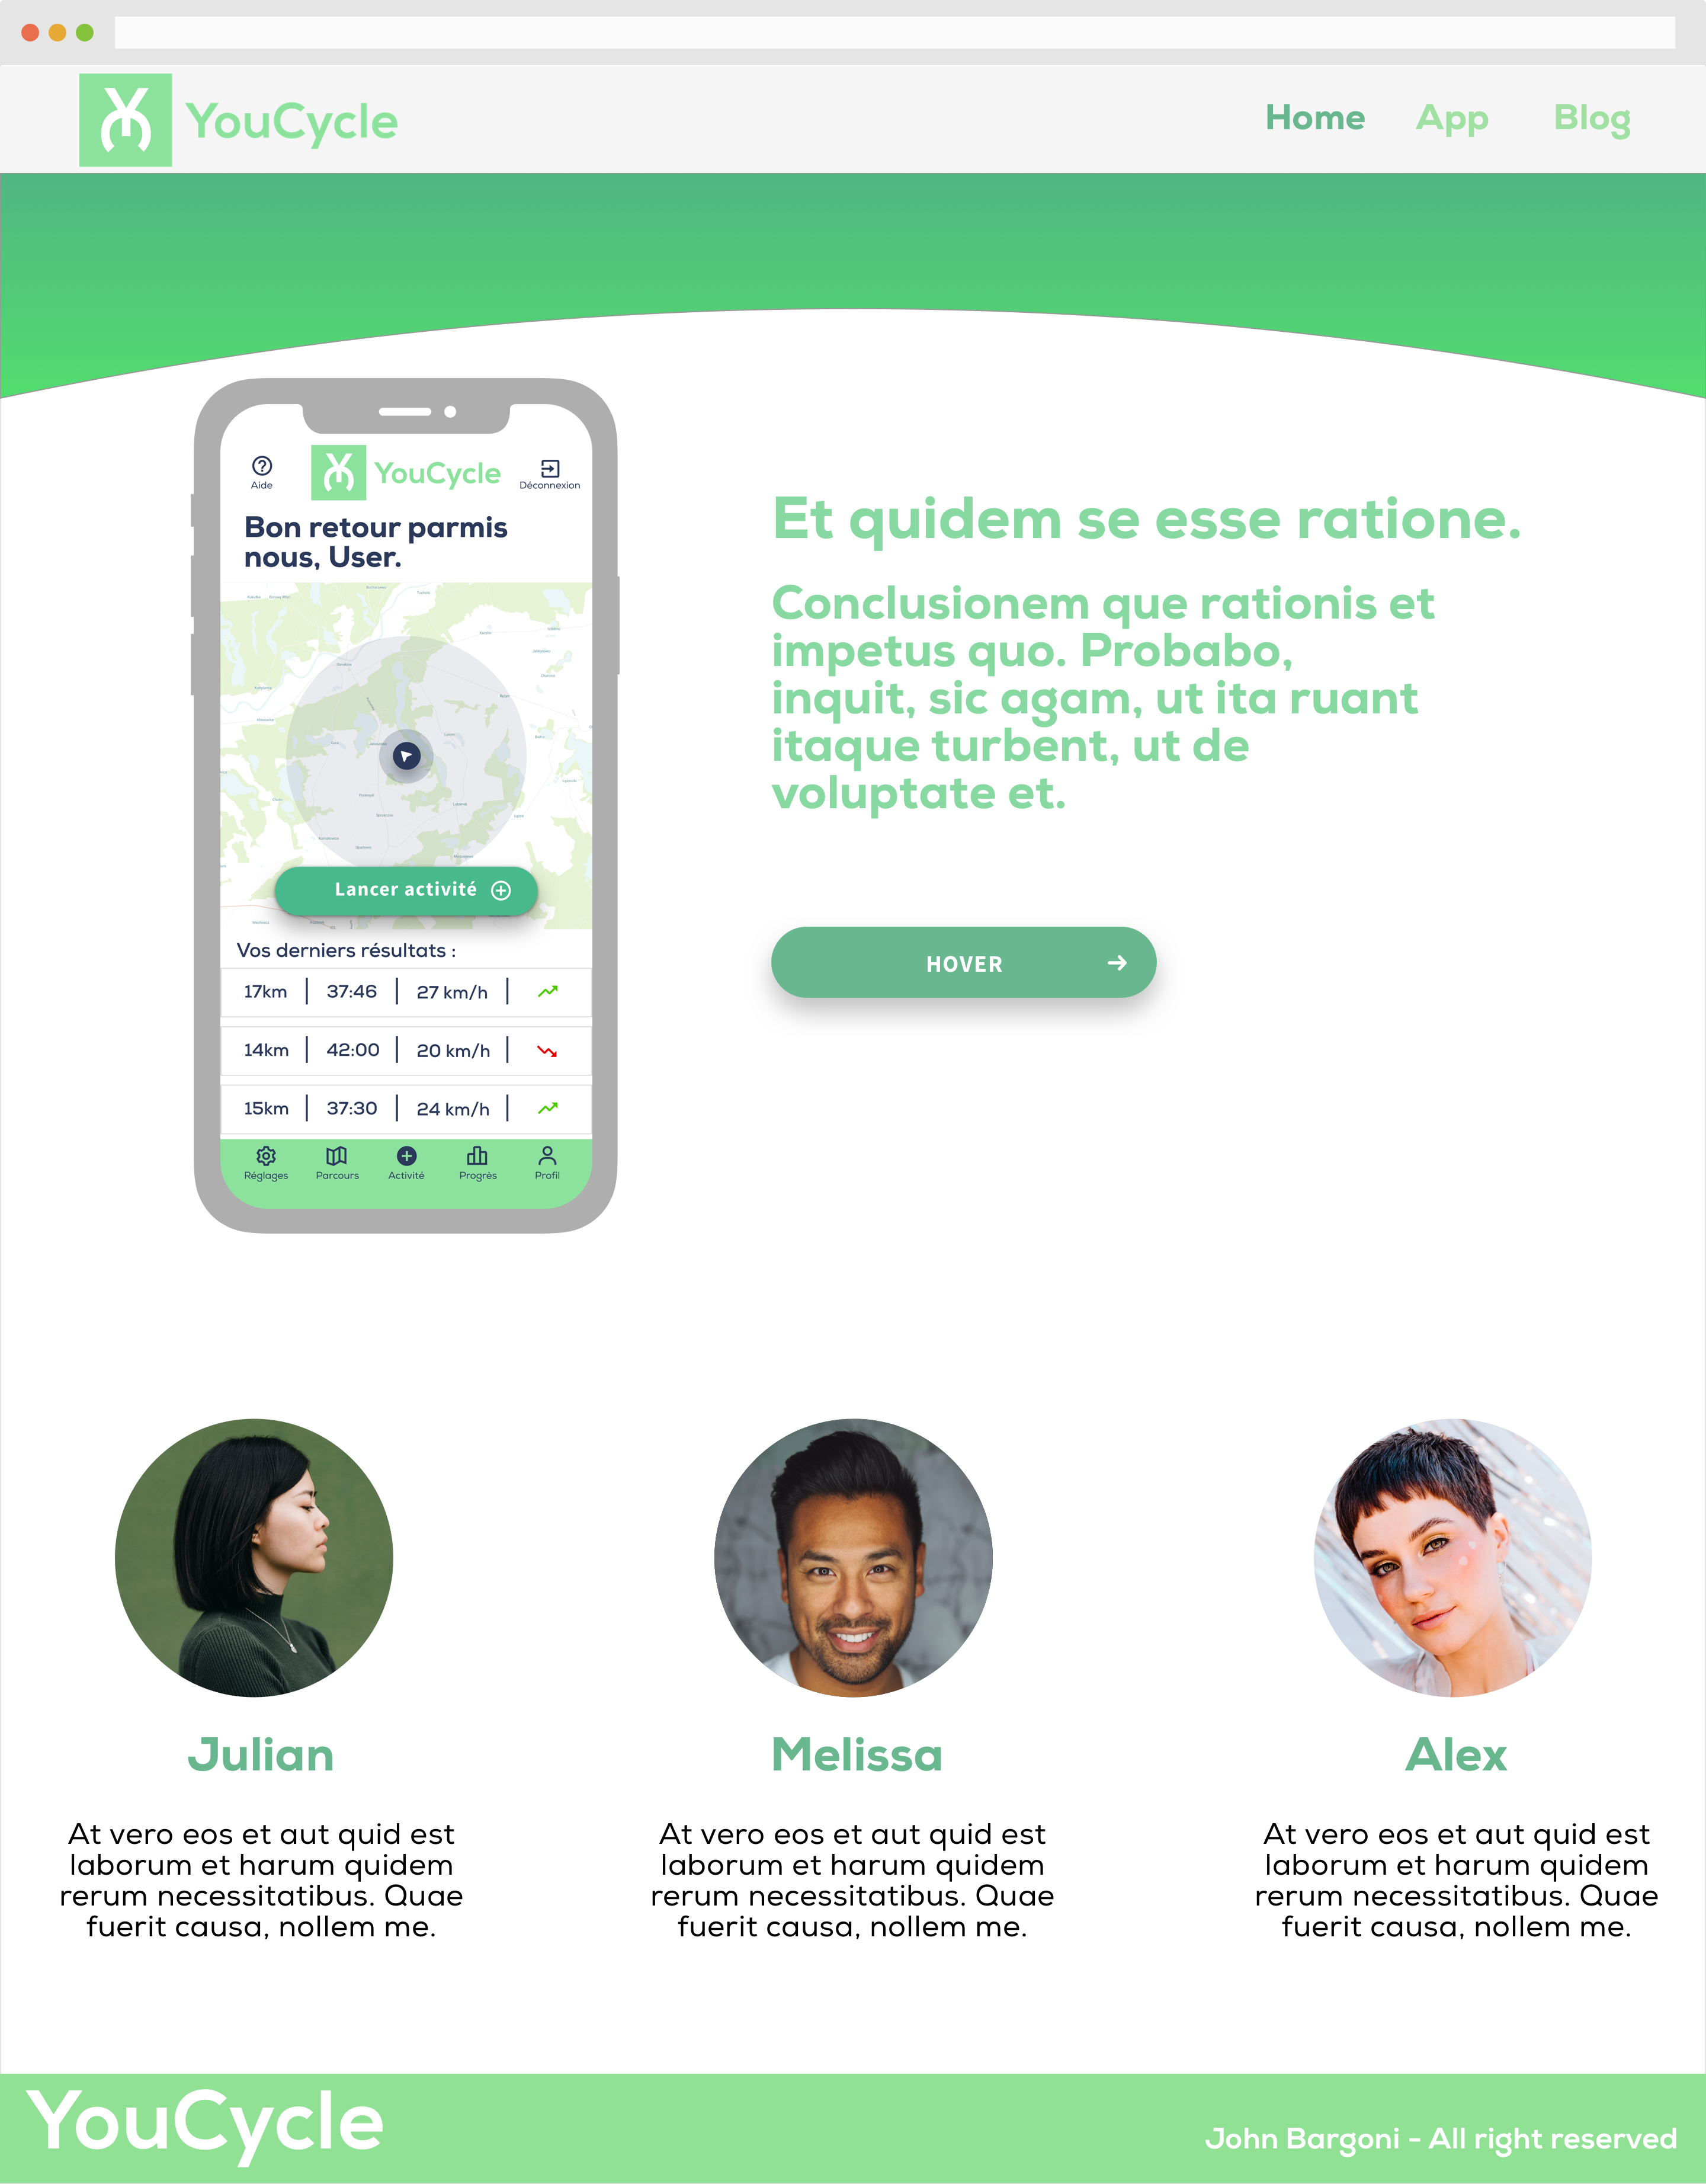 YouCycle
Home App Blog
Aide
YouCycle
Déconnexion
Bon retour parmis
nous, User.
Lancer activité
Vos derniers résultats :
17km 37:46 27 km/h
14km 42:00 20 km/h
15km 37:30 24 km/h
Réglages Parcours Activité Progrès Profil
Et quidem se esse ratione.
Conclusionem que rationis et
impetus quo. Probabo,
inquit, sic agam, ut ita ruant
itaque turbent, ut de
voluptate et.
HOVER
Julian
At vero eos et aut quid est
laborum et harum quidem
rerum necessitatibus. Quae
fuerit causa, nollem me.
Melissa
At vero eos et aut quid est
laborum et harum quidem
rerum necessitatibus. Quae
fuerit causa, nollem me.
Alex
At vero eos et aut quid est
laborum et harum quidem
rerum necessitatibus. Quae
fuerit causa, nollem me.
YouCycle
John Bargoni - All right reserved